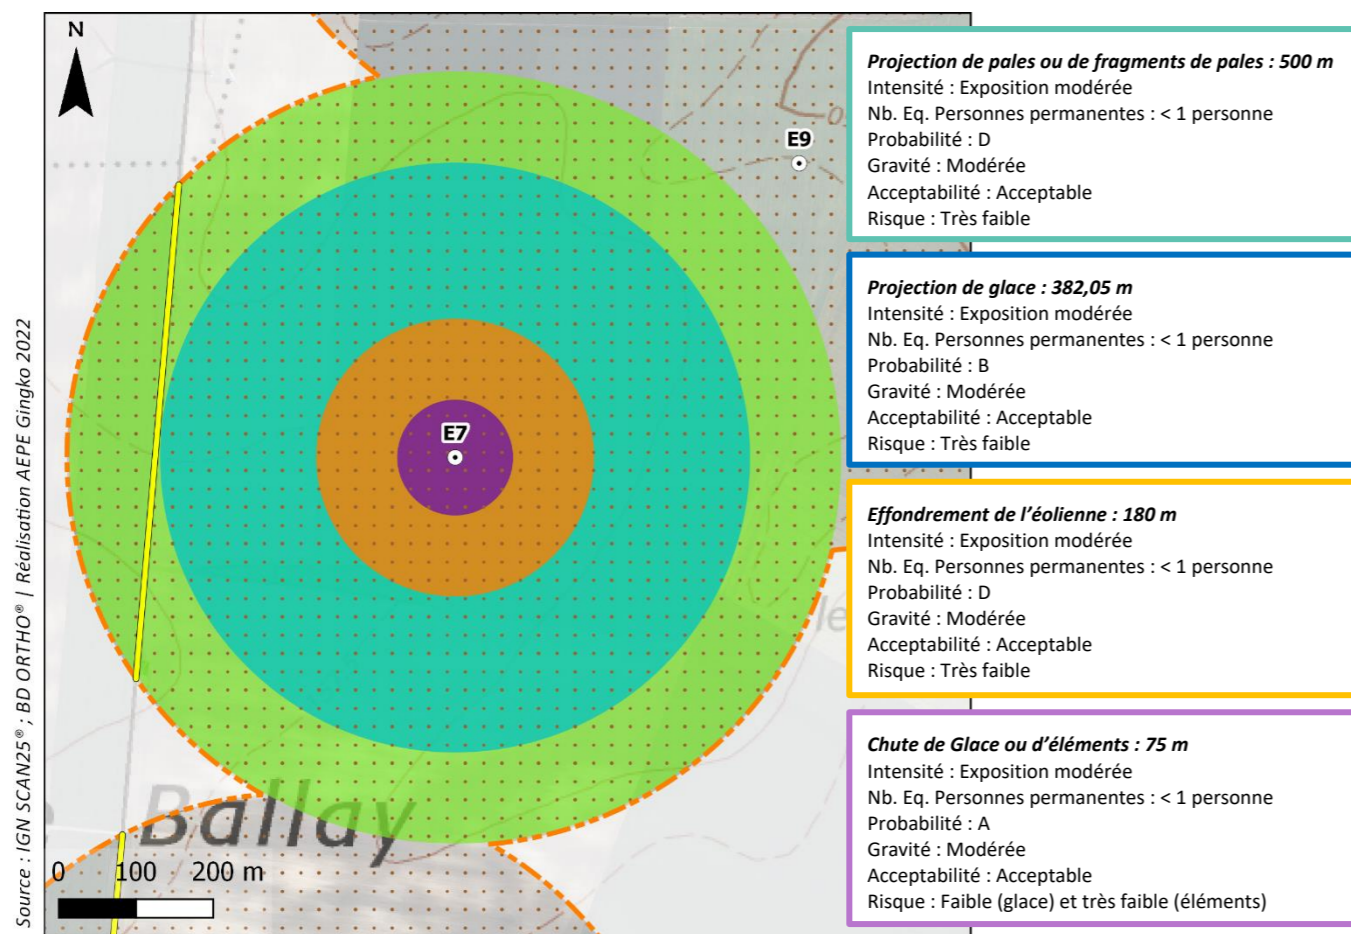 N
E9
E7
Ballay
0 100 200 m
Source : IGN SCAN25® ; BD ORTHO® | Réalisation AEPE Gingko 2022
Projection de pales ou de fragments de pales : 500 m
Intensité : Exposition modérée
Nb. Eq. Personnes permanentes : < 1 personne
Probabilité : D
Gravité : Modérée
Acceptabilité : Acceptable
Risque : Très faible
Projection de glace : 382,05 m
Intensité : Exposition modérée
Nb. Eq. Personnes permanentes : < 1 personne
Probabilité : B
Gravité : Modérée
Acceptabilité : Acceptable
Risque : Très faible
Effondrement de l’éolienne : 180 m
Intensité : Exposition modérée
Nb. Eq. Personnes permanentes : < 1 personne
Probabilité : D
Gravité : Modérée
Acceptabilité : Acceptable
Risque : Très faible
Chute de Glace ou d’éléments : 75 m
Intensité : Exposition modérée
Nb. Eq. Personnes permanentes : < 1 personne
Probabilité : A
Gravité : Modérée
Acceptabilité : Acceptable
Risque : Faible (glace) et très faible (éléments)